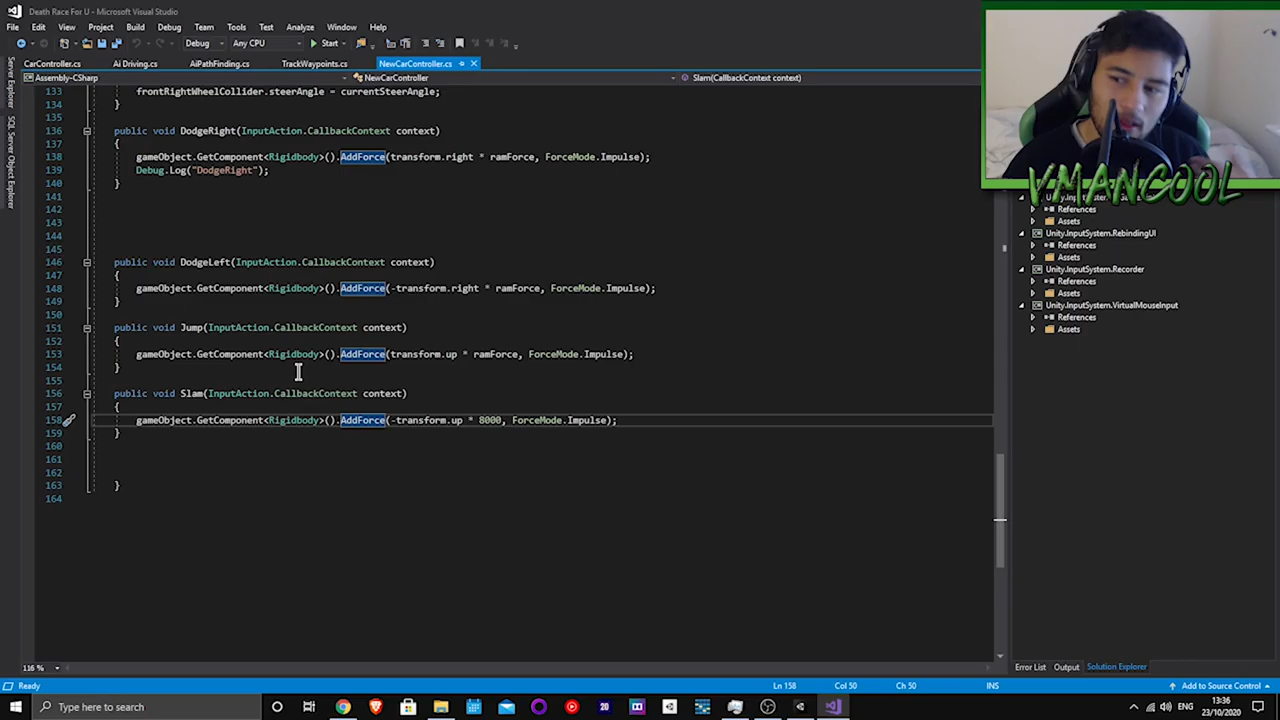 Death Race For U - Microsoft Visual Studio
File Edit View Project Build Debug Team Tools Test Analyze Window Help
Debug Any CPU Start
CarController.cs Ai Driving.cs AiPathFinding.cs TrackWaypoints.cs NewCarController.cs
Assembly-CSharp NewCarController Slam(CallbackContext context)
Server Explorer
SQL Server Object Explorer
133 frontRightWheelCollider.steerAngle = currentSteerAngle;
134 }
135
136 public void DodgeRight(InputAction.CallbackContext context)
137 {
138 gameObject.GetComponent<Rigidbody>().AddForce(transform.right * ramForce, ForceMode.Impulse);
139 Debug.Log("DodgeRight");
140 }
141
142
143
144
145
146 public void DodgeLeft(InputAction.CallbackContext context)
147 {
148 gameObject.GetComponent<Rigidbody>().AddForce(-transform.right * ramForce, ForceMode.Impulse);
149 }
150
151 public void Jump(InputAction.CallbackContext context)
152 {
153 gameObject.GetComponent<Rigidbody>().AddForce(transform.up * ramForce, ForceMode.Impulse);
154 }
155
156 public void Slam(InputAction.CallbackContext context)
157 {
158 gameObject.GetComponent<Rigidbody>().AddForce(-transform.up * 8000, ForceMode.Impulse);
159 }
160
161
162
163 }
164
VMANCOOL
References
Assets
Unity.InputSystem.RebindingUI
References
Assets
Unity.InputSystem.Recorder
Assets
Unity.InputSystem.VirtualMouseInput
References
Assets
116 %
Error List Output Solution Explorer
Ready Ln 158 Col 50 Ch 50 INS Add to Source Control
Type here to search 20 ENG 13:36
23/10/2020